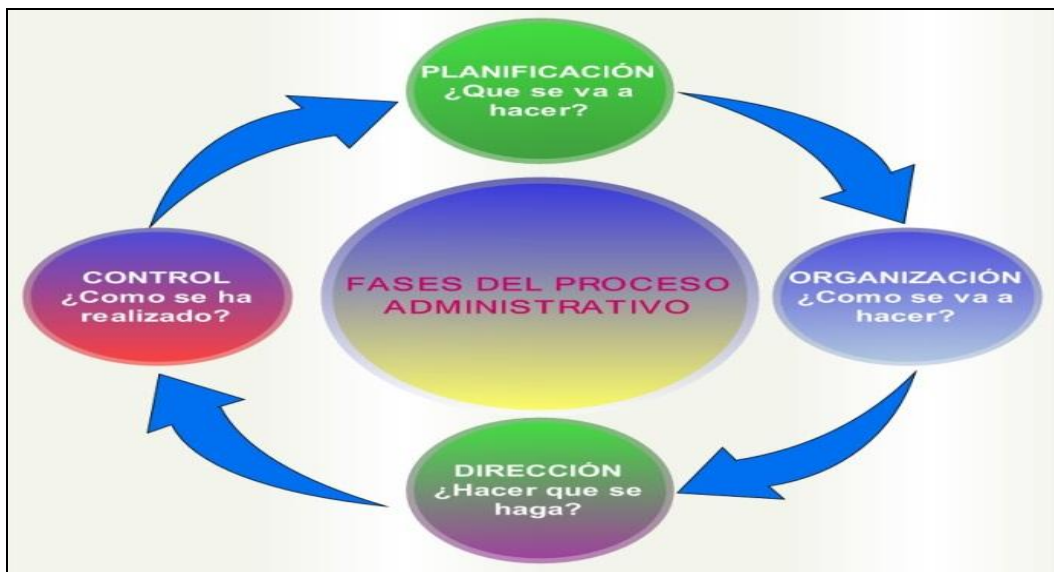 PLANIFICACIÓN
¿Que se va a
hacer?
CONTROL
¿Como se ha
realizado?
FASES DEL PROCESO
ADMINISTRATIVO
ORGANIZACIÓN
¿Como se va a
hacer?
DIRECCIÓN
¿Hacer que se
haga?